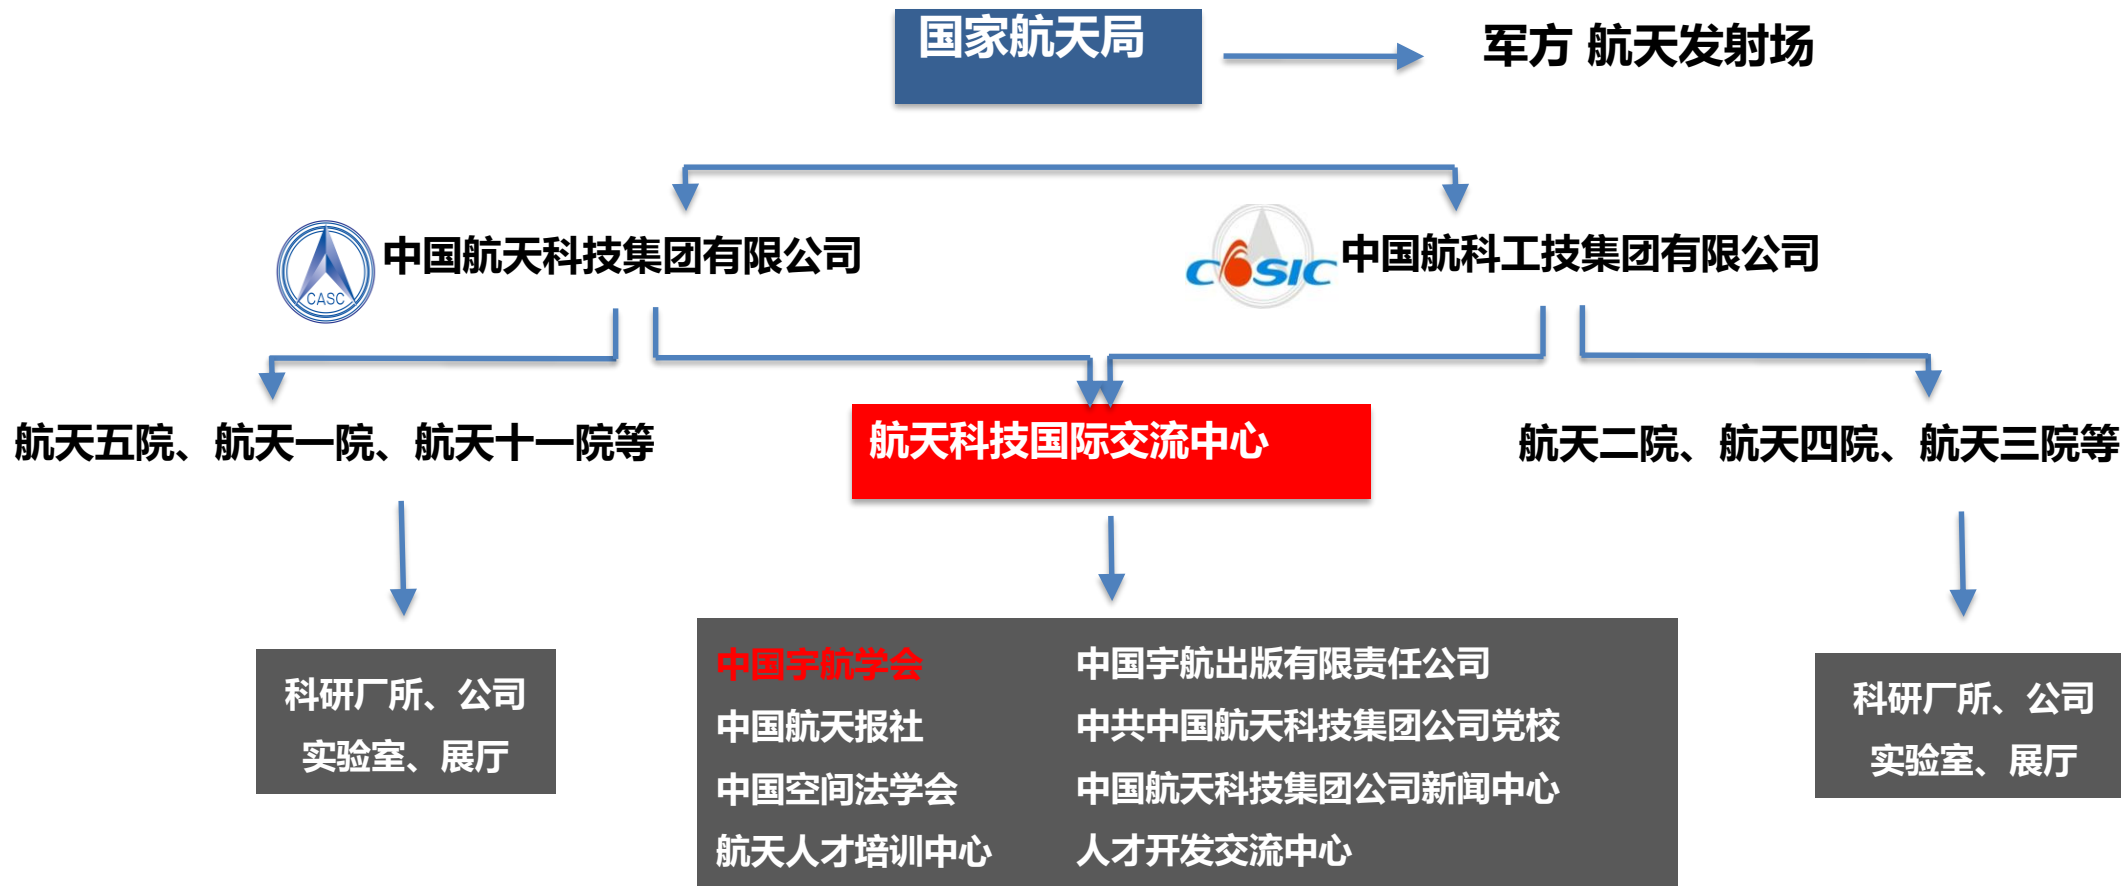 国家航天局
军方 航天发射场
CASC
中国航天科技集团有限公司
CASIC
中国航科工技集团有限公司
航天五院、航天一院、航天十一院等
航天科技国际交流中心
航天二院、航天四院、航天三院等
科研厂所、公司
实验室、展厅
中国宇航学会
中国宇航出版有限责任公司
中国航天报社
中共中国航天科技集团公司党校
中国空间法学会
中国航天科技集团公司新闻中心
航天人才培训中心
人才开发交流中心
科研厂所、公司
实验室、展厅